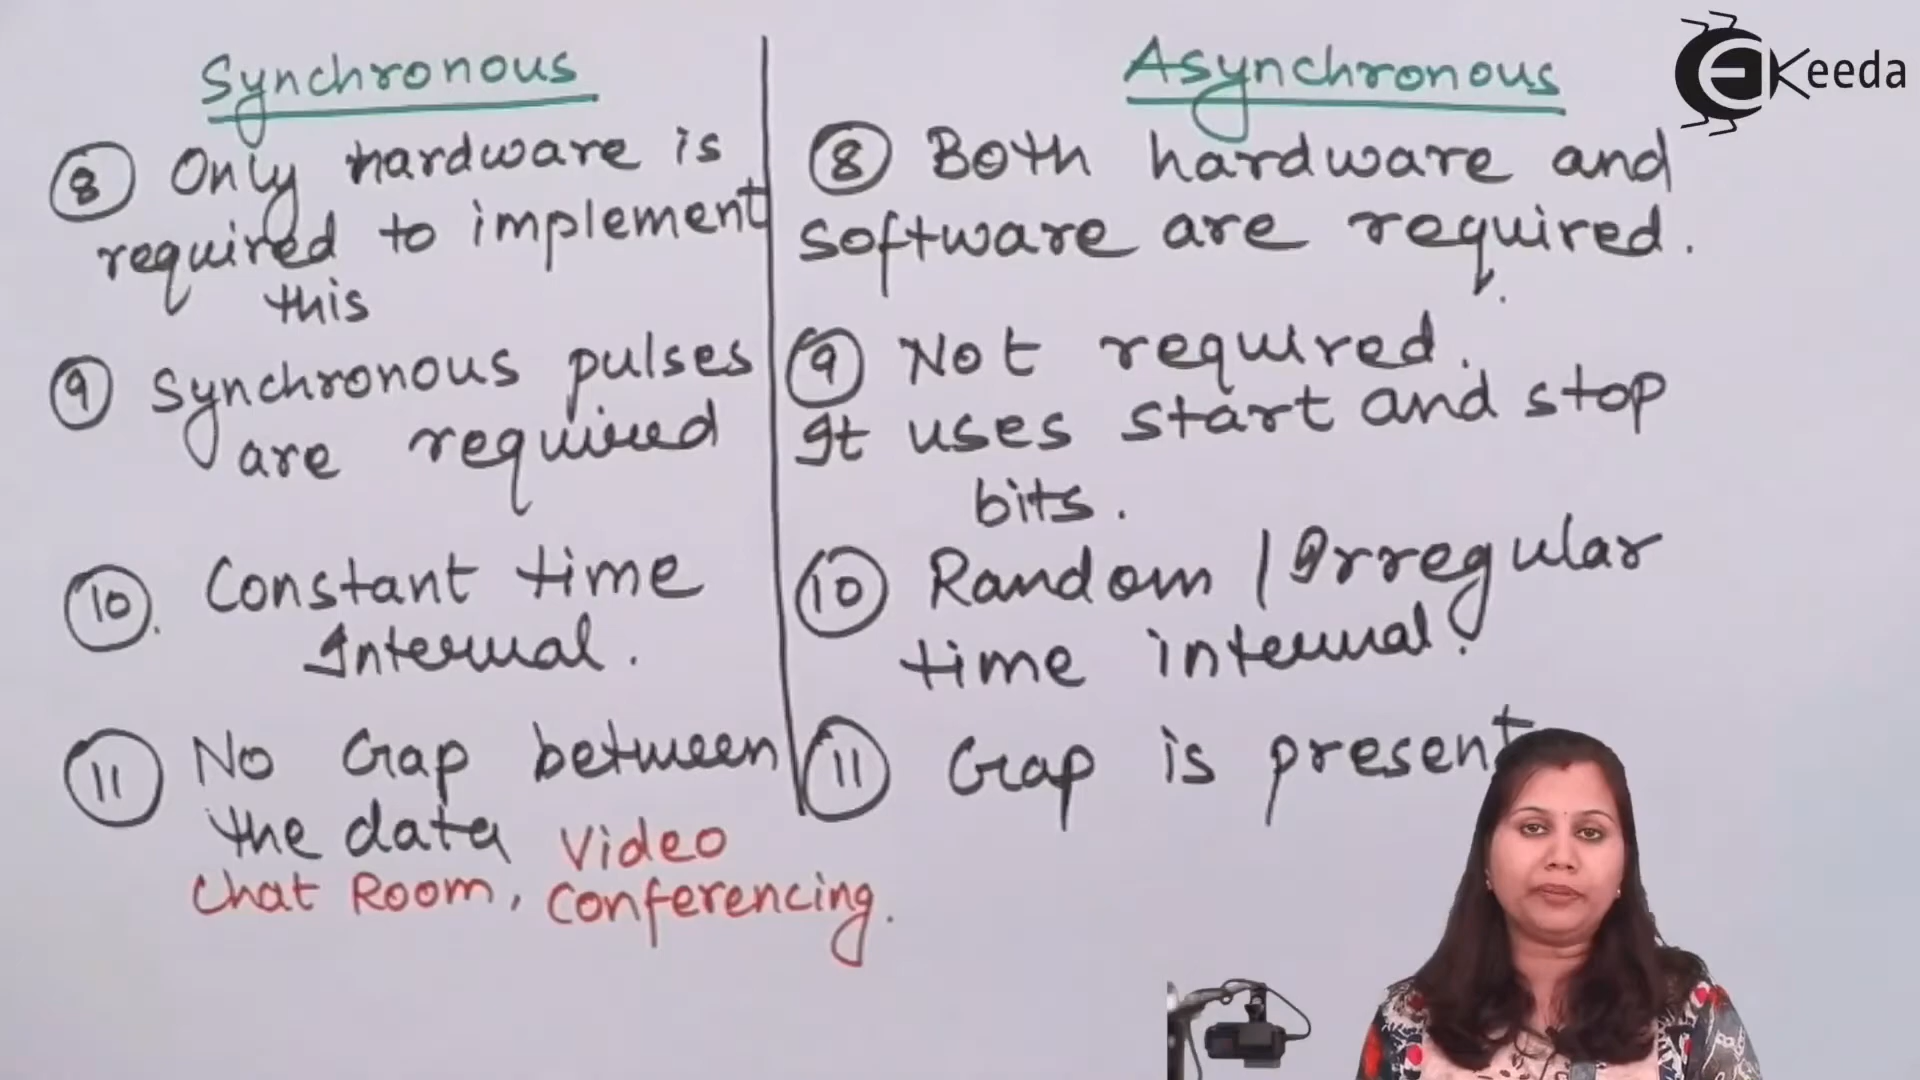 Synchronous
8 Only hardware is
required to implement
this
9 Synchronous pulses
are required
10. Constant time
Interval.
11 No Gap between
the data Video
Chat Room, Conferencing.
Asynchronous
8 Both hardware and
software are required.
9 Not required.
It uses start and stop
bits.
10 Random / Irregular
time interval.
11 Gap is present
EKeeda